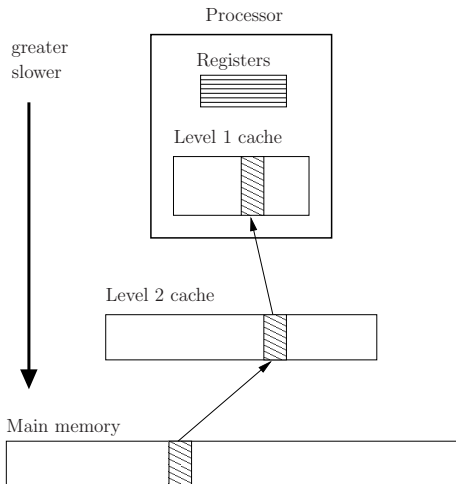 Processor
greater
slower
Registers
Level 1 cache
Level 2 cache
Main memory